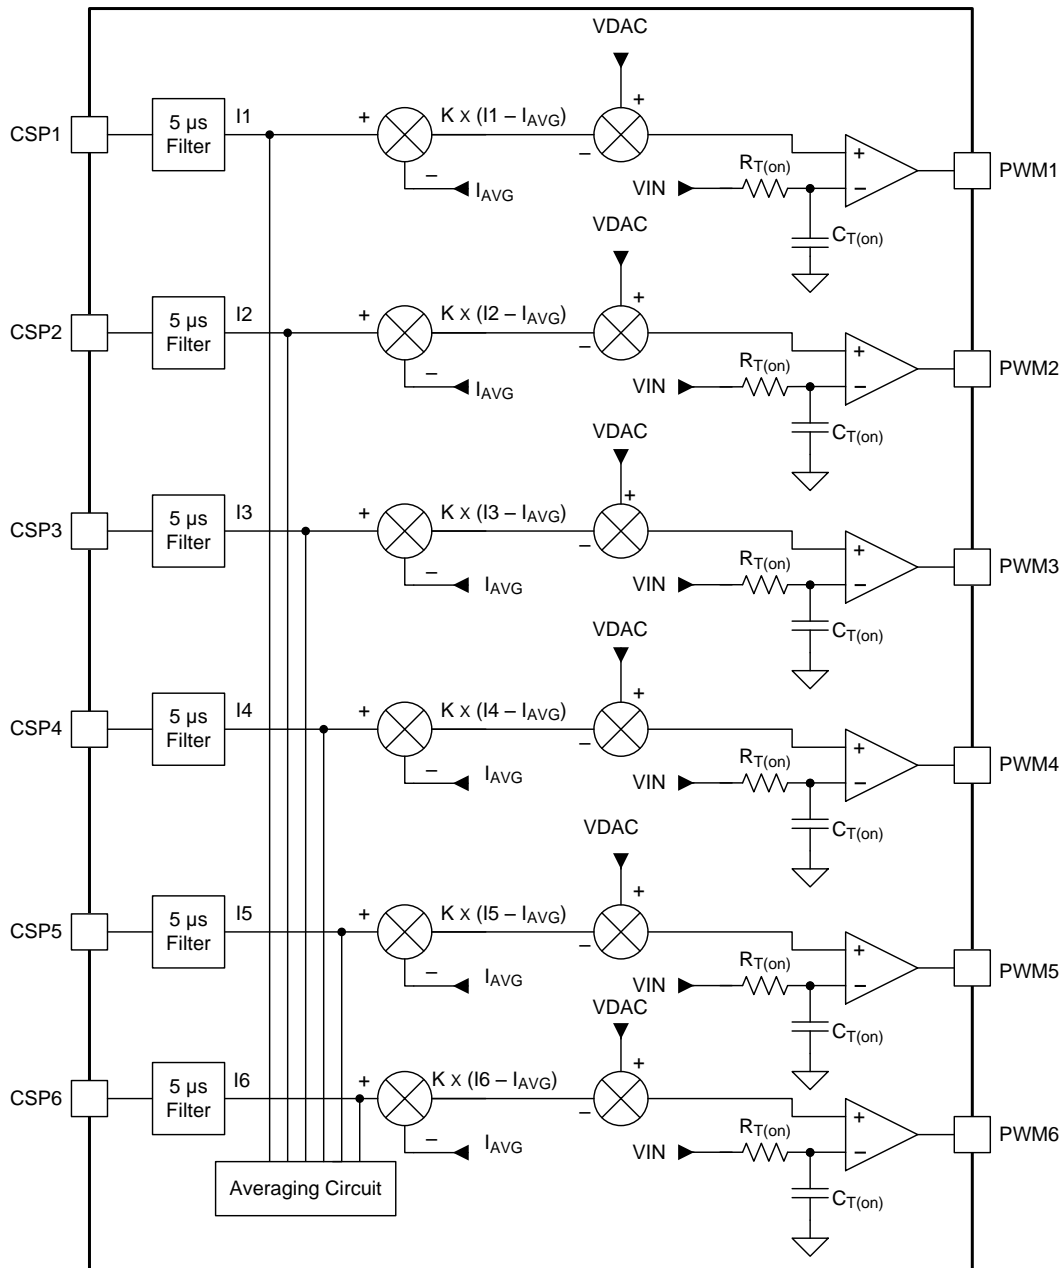 VDAC
CSP1
5 µs
Filter
I1
+
K X (I1 – IAVG)
+
–
–
IAVG
VIN
RT(on)
+
–
CT(on)
PWM1
VDAC
CSP2
5 µs
Filter
I2
+
K X (I2 – IAVG)
+
–
–
IAVG
VIN
RT(on)
+
–
CT(on)
PWM2
VDAC
CSP3
5 µs
Filter
I3
+
K X (I3 – IAVG)
+
–
–
IAVG
VIN
RT(on)
+
–
CT(on)
PWM3
VDAC
CSP4
5 µs
Filter
I4
+
K X (I4 – IAVG)
+
–
–
IAVG
VIN
RT(on)
+
–
CT(on)
PWM4
VDAC
CSP5
5 µs
Filter
I5
+
K X (I5 – IAVG)
+
–
–
IAVG
VIN
RT(on)
+
–
CT(on)
PWM5
VDAC
CSP6
5 µs
Filter
I6
+
K X (I6 – IAVG)
+
–
–
IAVG
VIN
RT(on)
+
–
CT(on)
PWM6
Averaging Circuit